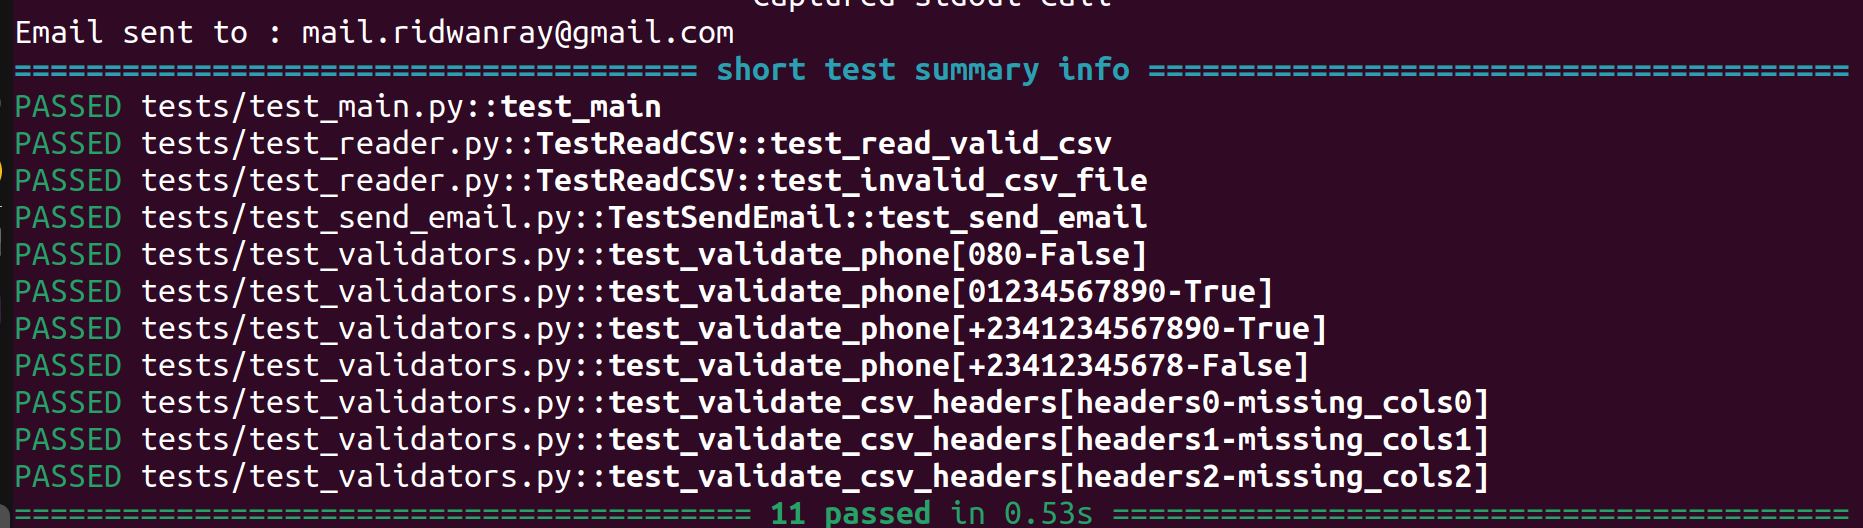 Captured stdout call
Email sent to : mail.ridwanray@gmail.com
======================================= short test summary info =======================================
PASSED tests/test_main.py::test_main
PASSED tests/test_reader.py::TestReadCSV::test_read_valid_csv
PASSED tests/test_reader.py::TestReadCSV::test_invalid_csv_file
PASSED tests/test_send_email.py::TestSendEmail::test_send_email
PASSED tests/test_validators.py::test_validate_phone[080-False]
PASSED tests/test_validators.py::test_validate_phone[01234567890-True]
PASSED tests/test_validators.py::test_validate_phone[+2341234567890-True]
PASSED tests/test_validators.py::test_validate_phone[+23412345678-False]
PASSED tests/test_validators.py::test_validate_csv_headers[headers0-missing_cols0]
PASSED tests/test_validators.py::test_validate_csv_headers[headers1-missing_cols1]
PASSED tests/test_validators.py::test_validate_csv_headers[headers2-missing_cols2]
========================================= 11 passed in 0.53s =========================================